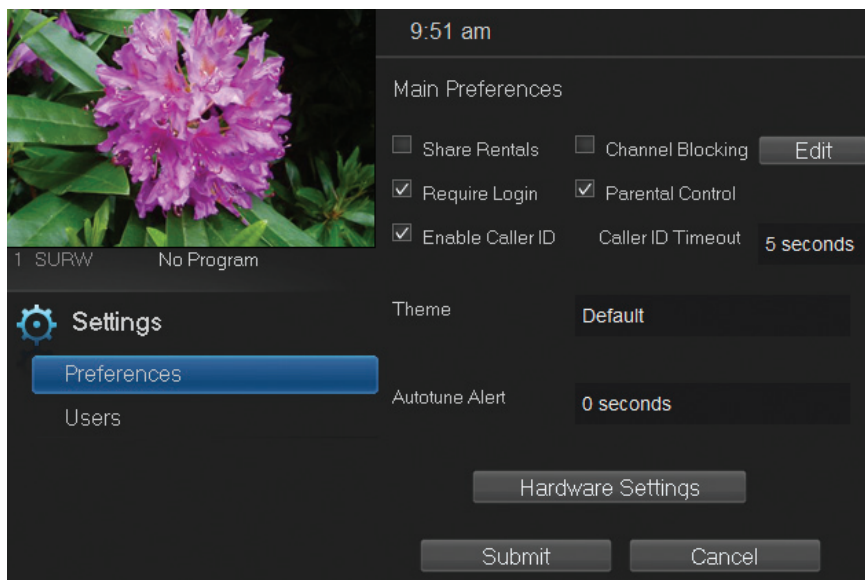 9:51 am
Main Preferences
Share Rentals Channel Blocking Edit
Require Login Parental Control
Enable Caller ID Caller ID Timeout 5 seconds
1 SURW No Program
Settings
Preferences
Users
Theme Default
Autotune Alert 0 seconds
Hardware Settings
Submit Cancel